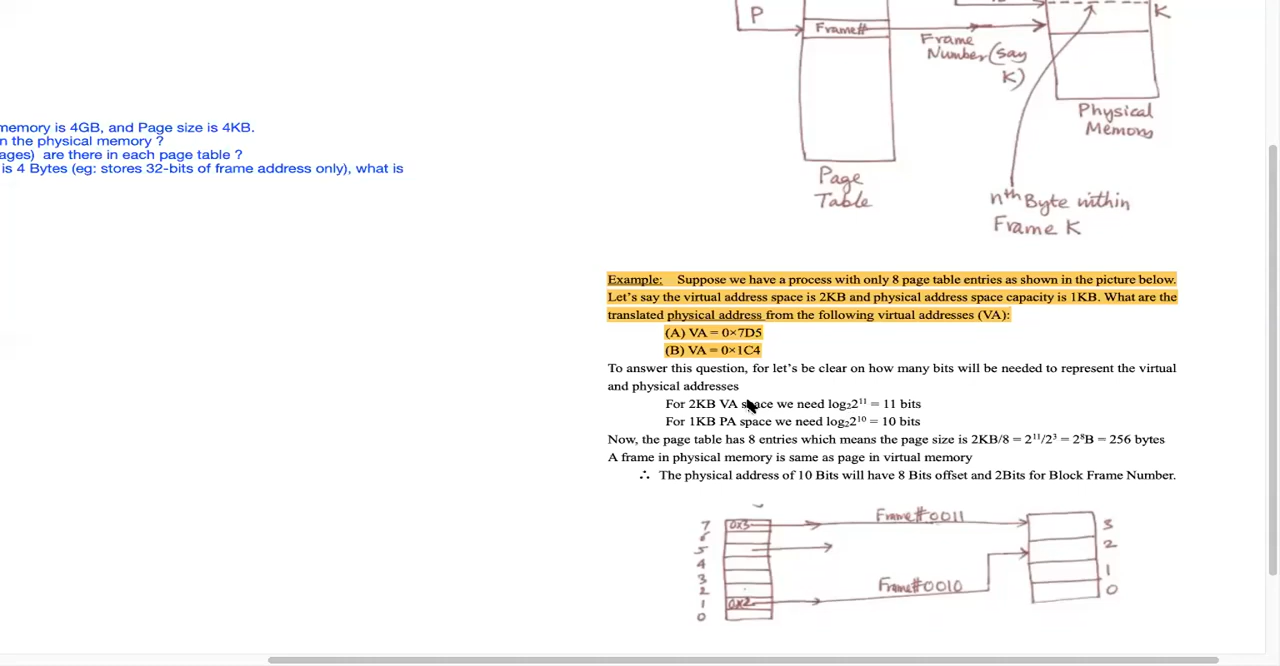 P
Frame#
Frame
Number (say
K)
K
Physical
Memory
Page
Table
nth Byte within
Frame K
memory is 4GB, and Page size is 4KB.
n the physical memory ?
ages)  are there in each page table ?
is 4 Bytes (eg: stores 32-bits of frame address only), what is
Example: Suppose we have a process with only 8 page table entries as shown in the picture below.
Let's say the virtual address space is 2KB and physical address space capacity is 1KB. What are the
translated physical address from the following virtual addresses (VA):
(A) VA = 0×7D5
(B) VA = 0×1C4
To answer this question, for let's be clear on how many bits will be needed to represent the virtual
and physical addresses
For 2KB VA space we need log₂2¹¹ = 11 bits
For 1KB PA space we need log₂2¹⁰ = 10 bits
Now, the page table has 8 entries which means the page size is 2KB/8 = 2¹¹/2³ = 2⁸B = 256 bytes
A frame in physical memory is same as page in virtual memory
∴ The physical address of 10 Bits will have 8 Bits offset and 2Bits for Block Frame Number.
7
6
5
4
3
2
1
0
0x3
0x2
Frame#0011
Frame#0010
3
2
1
0